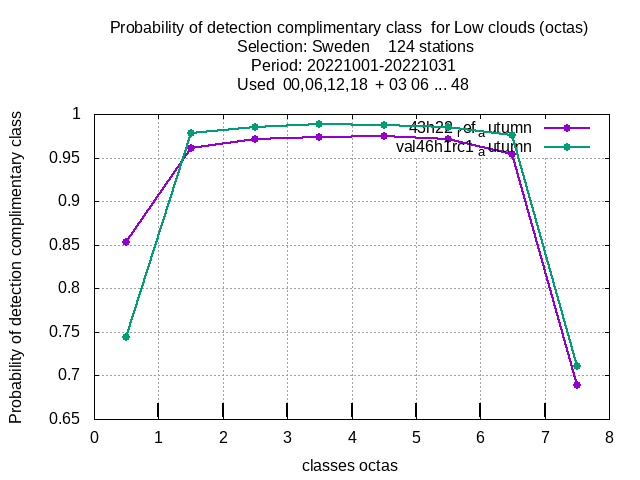 Probability of detection complimentary class  for Low clouds (octas)
Selection: Sweden    124 stations
Period: 20221001-20221031
Used  00,06,12,18  + 03 06 ... 48
Probability of detection complimentary class
1
0.95
0.9
0.85
0.8
0.75
0.7
0.65
43h22_ref_autumn
val46h1rc1_autumn
0 1 2 3 4 5 6 7 8
classes octas